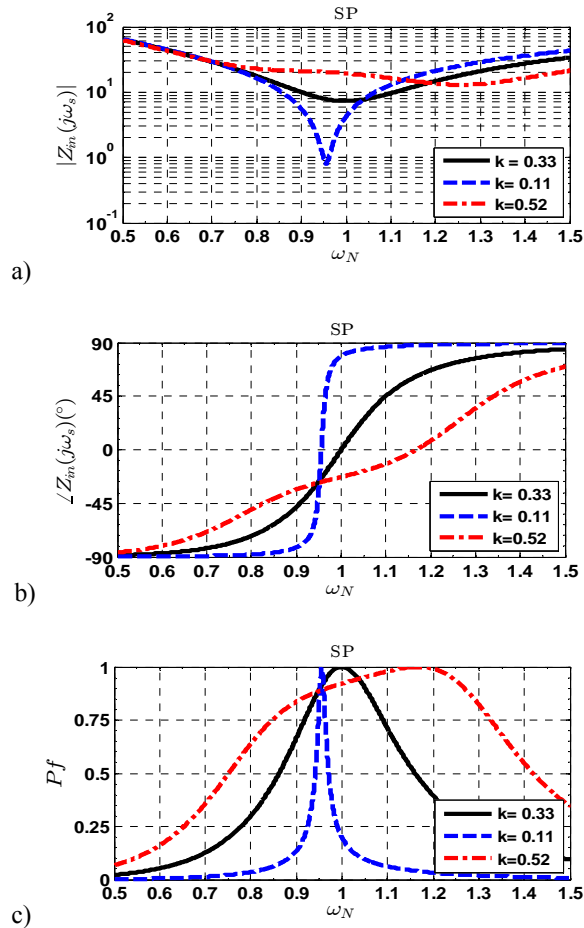 SP
10^2
10^1
10^0
10^-1
|Z_in(jω_s)|
k = 0.33
k = 0.11
k=0.52
0.5 0.6 0.7 0.8 0.9 1 1.1 1.2 1.3 1.4 1.5
ω_N
a)
SP
90
45
0
-45
-90
∠Z_in(jω_s)(°)
k= 0.33
k= 0.11
k=0.52
0.5 0.6 0.7 0.8 0.9 1 1.1 1.2 1.3 1.4 1.5
ω_N
b)
SP
1
0.75
0.5
0.25
0
Pf
k= 0.33
k= 0.11
k=0.52
0.5 0.6 0.7 0.8 0.9 1 1.1 1.2 1.3 1.4 1.5
ω_N
c)